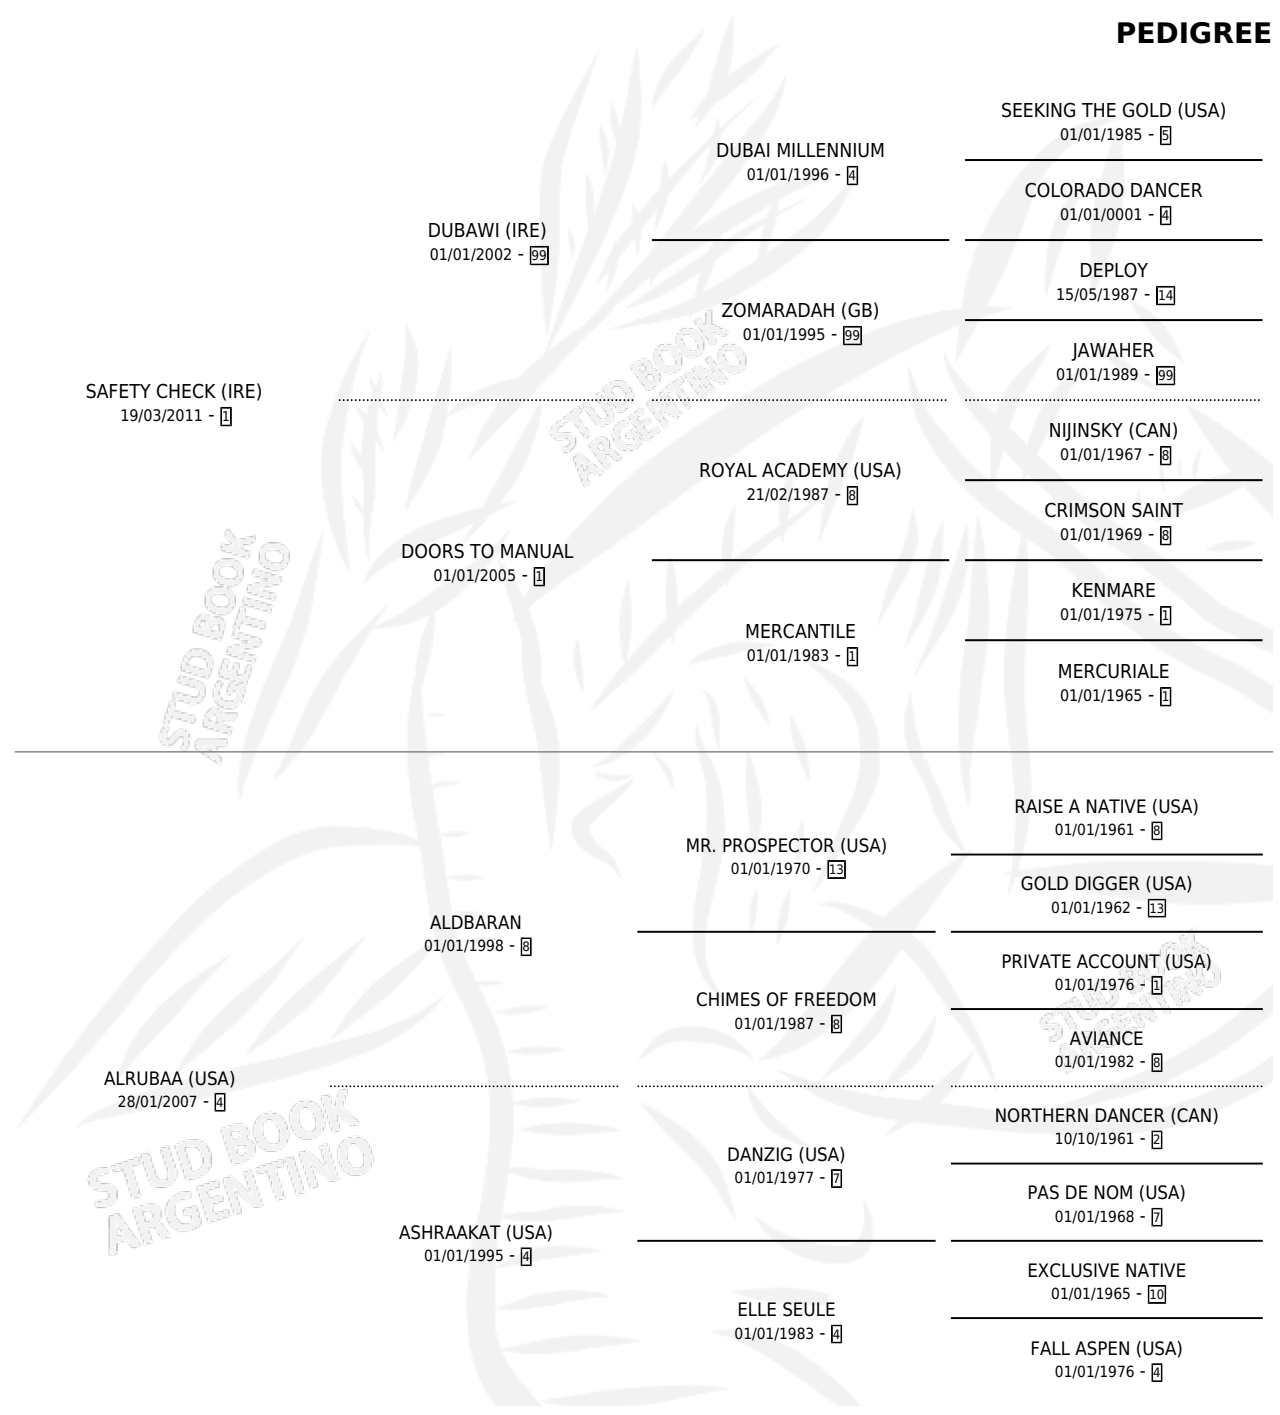 PEDIGREE
SEEKING THE GOLD (USA)
01/01/1985 - 5
DUBAI MILLENNIUM
01/01/1996 - 4
COLORADO DANCER
01/01/0001 - 4
DUBAWI (IRE)
01/01/2002 - 99
DEPLOY
15/05/1987 - 14
ZOMARADAH (GB)
01/01/1995 - 99
JAWAHER
01/01/1989 - 99
SAFETY CHECK (IRE)
19/03/2011 - 1
STUD BOOK
ARGENTINO
NIJINSKY (CAN)
01/01/1967 - 8
ROYAL ACADEMY (USA)
21/02/1987 - 8
CRIMSON SAINT
01/01/1969 - 8
DOORS TO MANUAL
01/01/2005 - 1
KENMARE
01/01/1975 - 1
MERCANTILE
01/01/1983 - 1
MERCURIALE
01/01/1965 - 1
STUD BOOK
ARGENTINO
RAISE A NATIVE (USA)
01/01/1961 - 8
MR. PROSPECTOR (USA)
01/01/1970 - 13
GOLD DIGGER (USA)
01/01/1962 - 13
ALDBARAN
01/01/1998 - 8
PRIVATE ACCOUNT (USA)
01/01/1976 - 1
CHIMES OF FREEDOM
01/01/1987 - 8
STUD BOOK
ARGENTINO
AVIANCE
01/01/1982 - 8
ALRUBAA (USA)
28/01/2007 - 4
STUD BOOK
ARGENTINO
NORTHERN DANCER (CAN)
10/10/1961 - 2
DANZIG (USA)
01/01/1977 - 7
PAS DE NOM (USA)
01/01/1968 - 7
ASHRAAKAT (USA)
01/01/1995 - 4
EXCLUSIVE NATIVE
01/01/1965 - 10
ELLE SEULE
01/01/1983 - 4
FALL ASPEN (USA)
01/01/1976 - 4